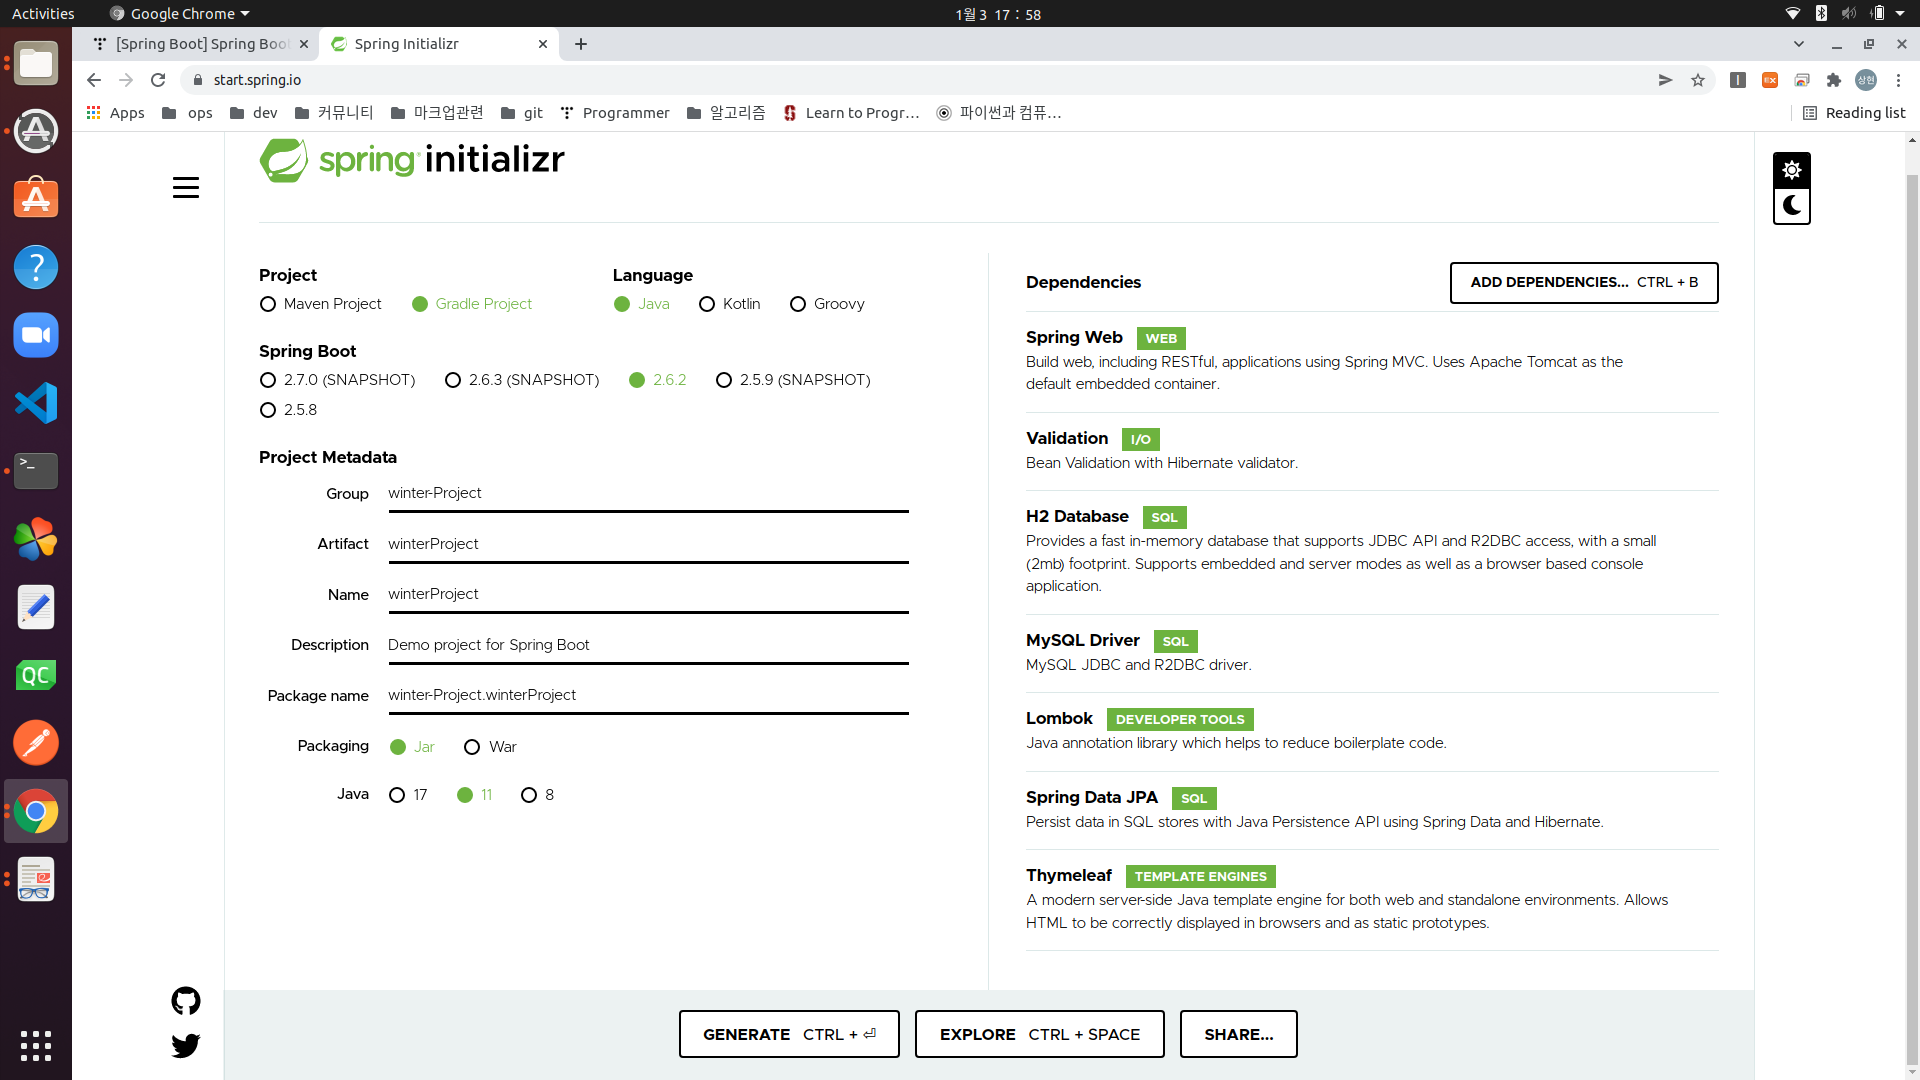 Activities
Google Chrome
1월 3 17 : 58
[Spring Boot] Spring Boo
Spring Initializr
start.spring.io
Apps
ops
dev
커뮤니티
마크업관련
git
Programmer
알고리즘
Learn to Progr…
파이썬과 컴퓨…
Reading list
spring initializr
Project
Maven Project
Gradle Project
Language
Java
Kotlin
Groovy
Spring Boot
2.7.0 (SNAPSHOT)
2.6.3 (SNAPSHOT)
2.6.2
2.5.9 (SNAPSHOT)
2.5.8
Project Metadata
Group winter-Project
Artifact winterProject
Name winterProject
Description Demo project for Spring Boot
Package name winter-Project.winterProject
Packaging Jar War
Java 17 11 8
Dependencies
ADD DEPENDENCIES... CTRL + B
Spring Web WEB
Build web, including RESTful, applications using Spring MVC. Uses Apache Tomcat as the
default embedded container.
Validation I/O
Bean Validation with Hibernate validator.
H2 Database SQL
Provides a fast in-memory database that supports JDBC API and R2DBC access, with a small
(2mb) footprint. Supports embedded and server modes as well as a browser based console
application.
MySQL Driver SQL
MySQL JDBC and R2DBC driver.
Lombok DEVELOPER TOOLS
Java annotation library which helps to reduce boilerplate code.
Spring Data JPA SQL
Persist data in SQL stores with Java Persistence API using Spring Data and Hibernate.
Thymeleaf TEMPLATE ENGINES
A modern server-side Java template engine for both web and standalone environments. Allows
HTML to be correctly displayed in browsers and as static prototypes.
GENERATE CTRL + ⏎
EXPLORE CTRL + SPACE
SHARE...
QC
상현